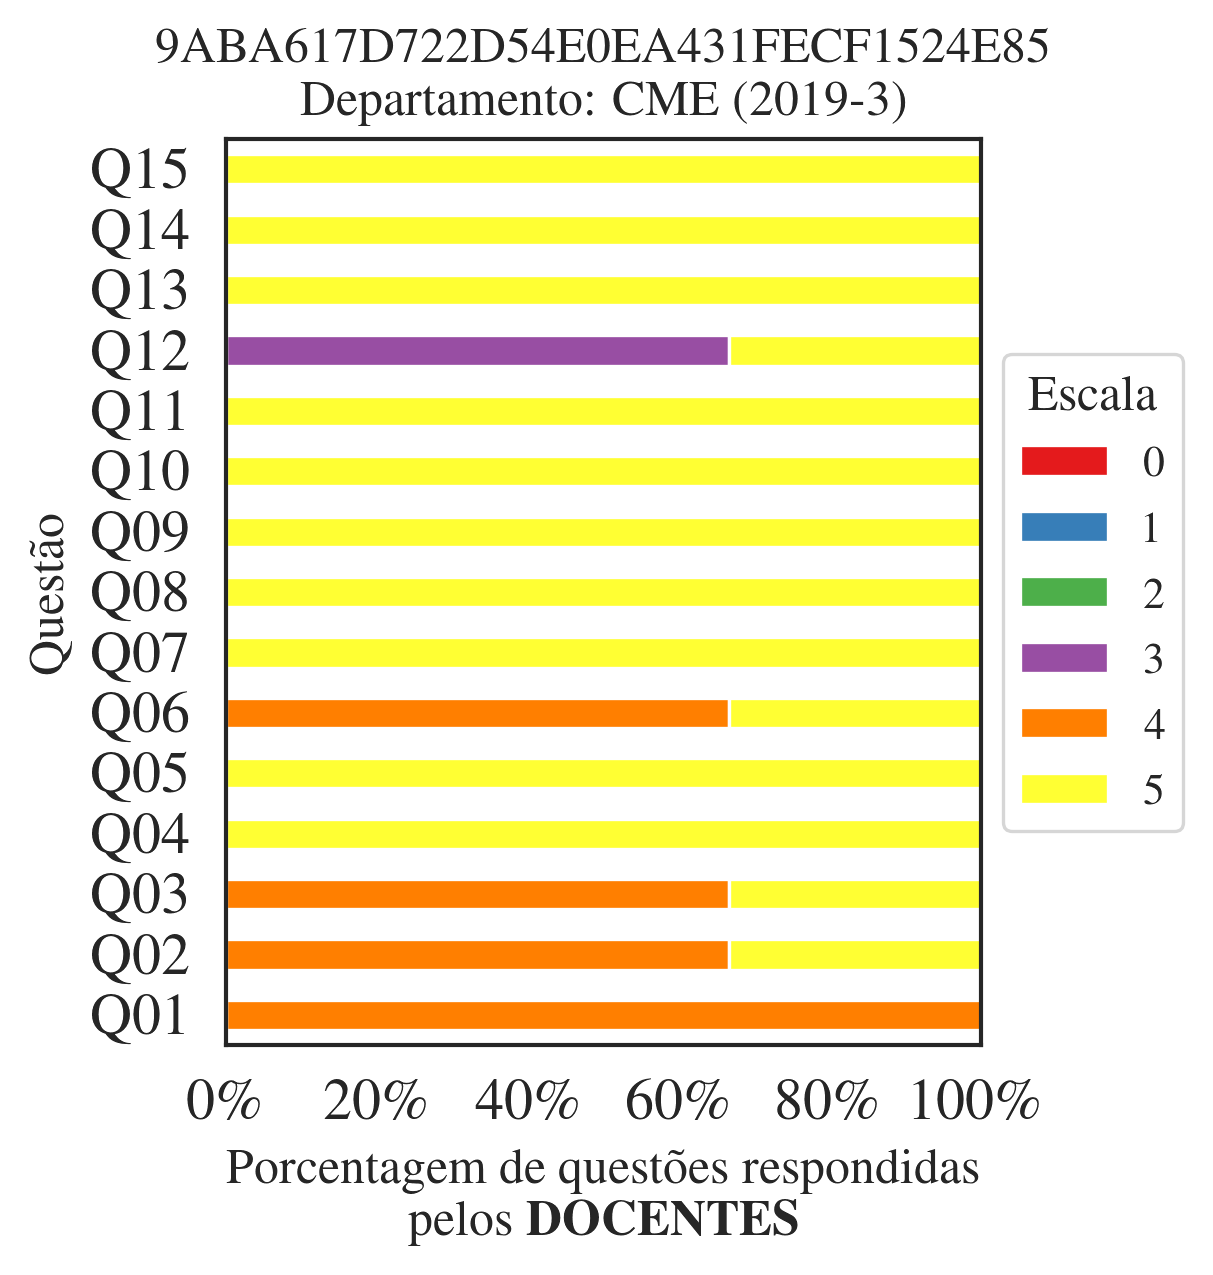 9ABA617D722D54E0EA431FECF1524E85
Departamento: CME (2019-3)
Questão
Q15
Q14
Q13
Q12
Q11
Q10
Q09
Q08
Q07
Q06
Q05
Q04
Q03
Q02
Q01
0% 20% 40% 60% 80% 100%
Porcentagem de questões respondidas
pelos DOCENTES
Escala
0
1
2
3
4
5